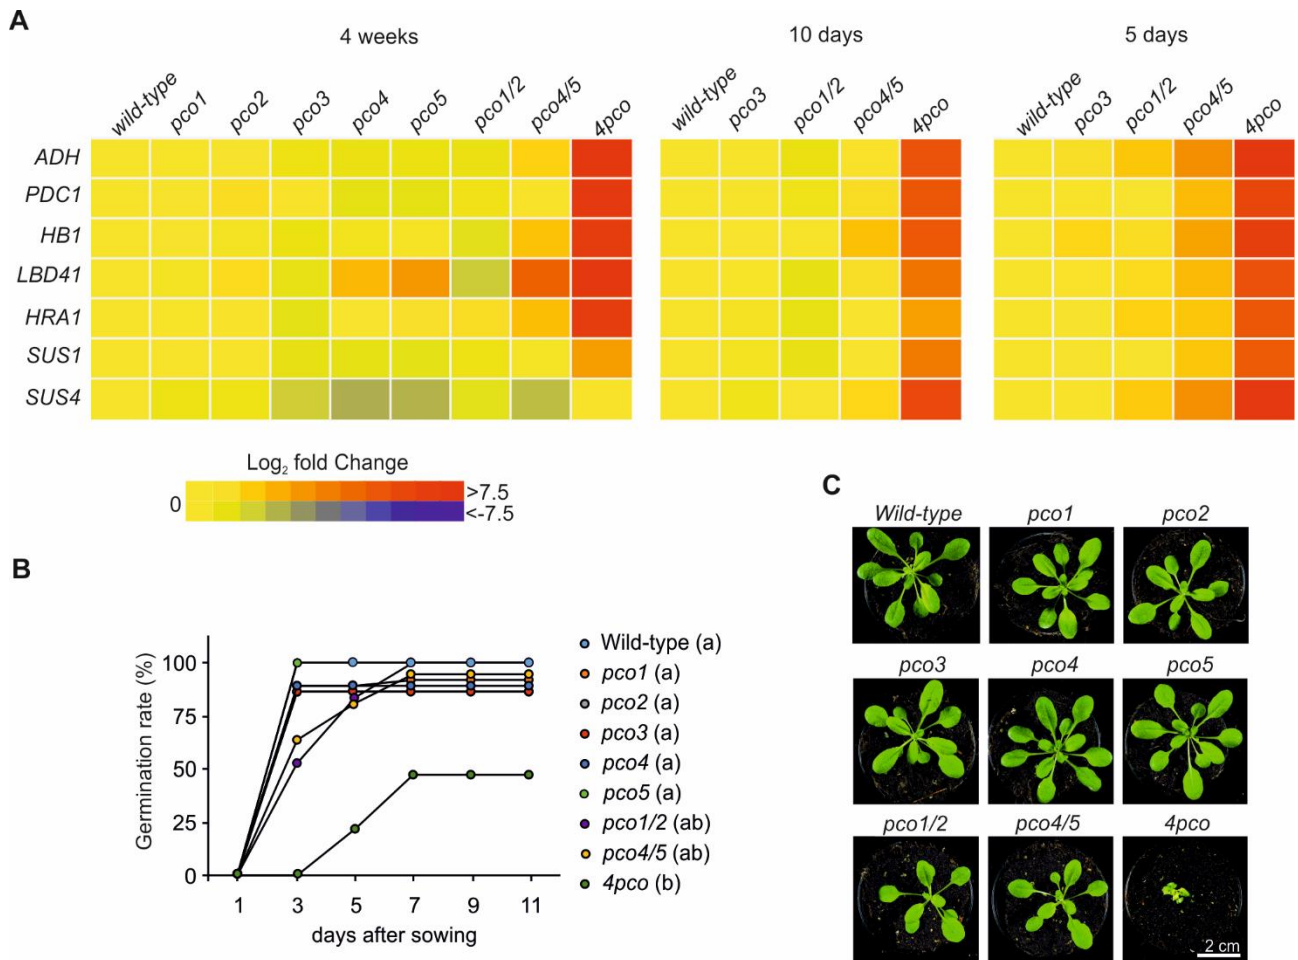 A
4 weeks
10 days
5 days
wild-type pco1 pco2 pco3 pco4 pco5 pco1/2 pco4/5 4pco
wild-type pco3 pco1/2 pco4/5 4pco
wild-type pco3 pco1/2 pco4/5 4pco
ADH
PDC1
HB1
LBD41
HRA1
SUS1
SUS4
Log₂ fold Change
0
>7.5
<-7.5
B
Germination rate (%)
100
75
50
25
0
1 3 5 7 9 11
days after sowing
Wild-type (a)
pco1 (a)
pco2 (a)
pco3 (a)
pco4 (a)
pco5 (a)
pco1/2 (ab)
pco4/5 (ab)
4pco (b)
C
Wild-type pco1 pco2
pco3 pco4 pco5
pco1/2 pco4/5 4pco
2 cm